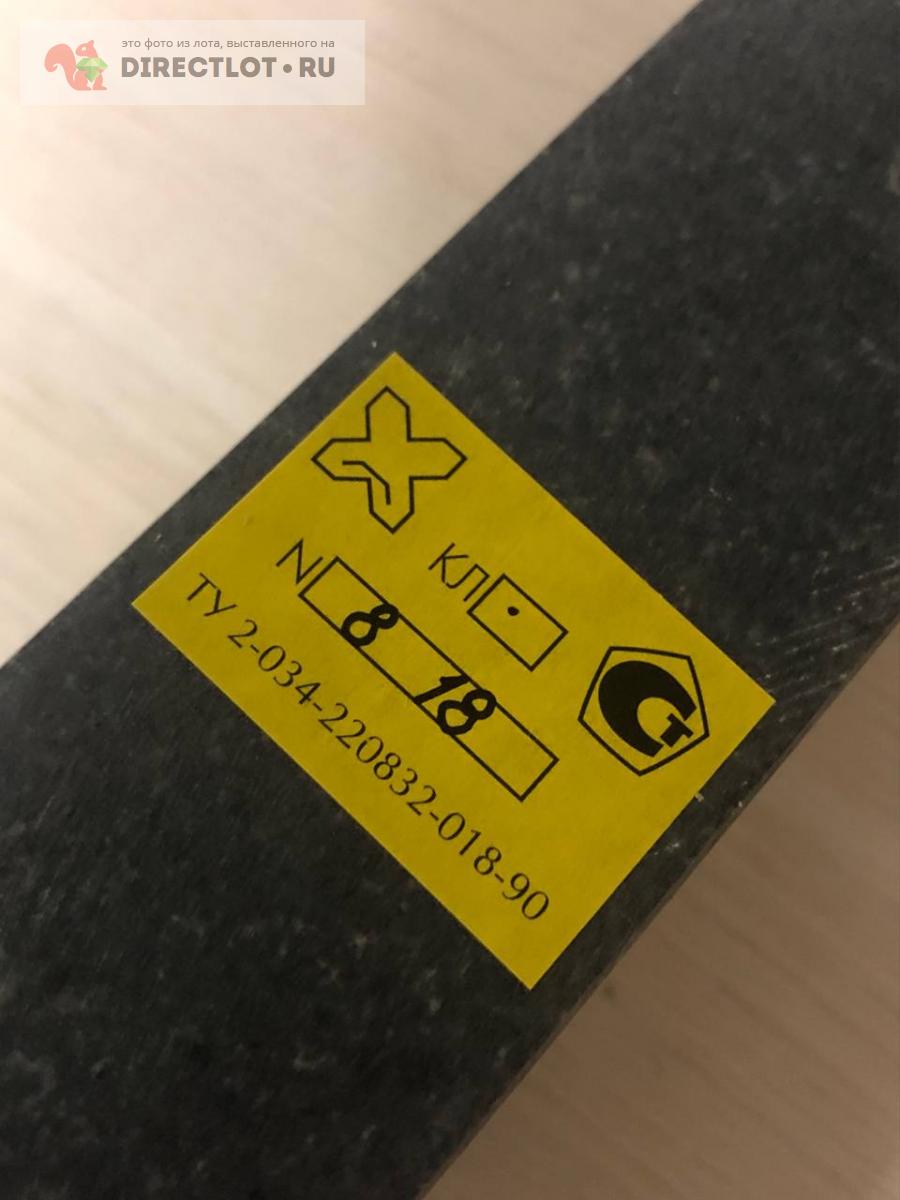 это фото из лота, выставленного на
DIRECTLOT•RU
КЛ
N 8 18
ТУ 2-034-220832-018-90